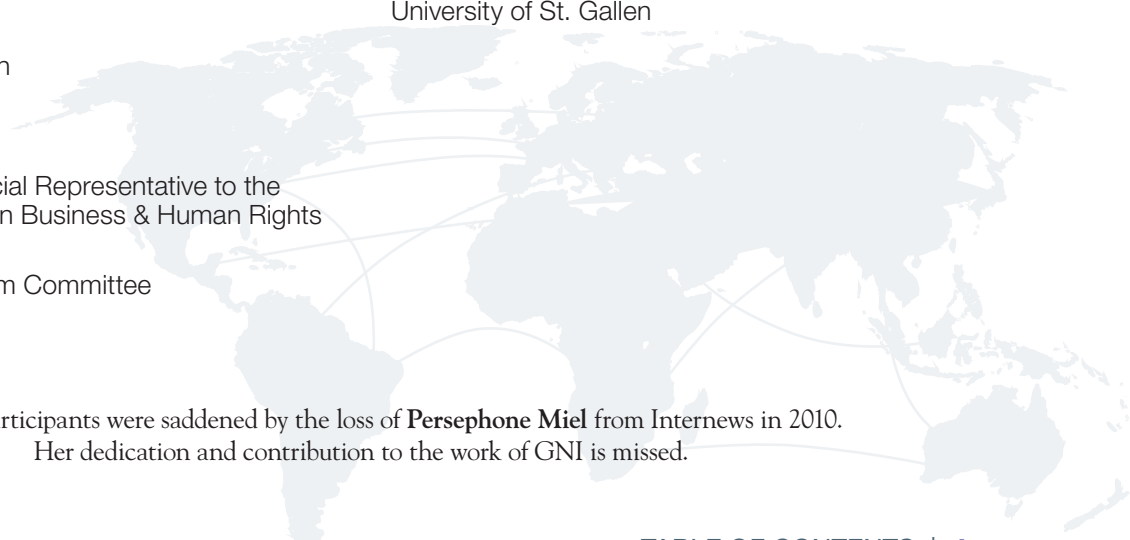 University of St. Gallen
n
cial Representative to the
n Business & Human Rights
m Committee
rticipants were saddened by the loss of Persephone Miel from Internews in 2010.
Her dedication and contribution to the work of GNI is missed.
TABLE OF CONTENTS |